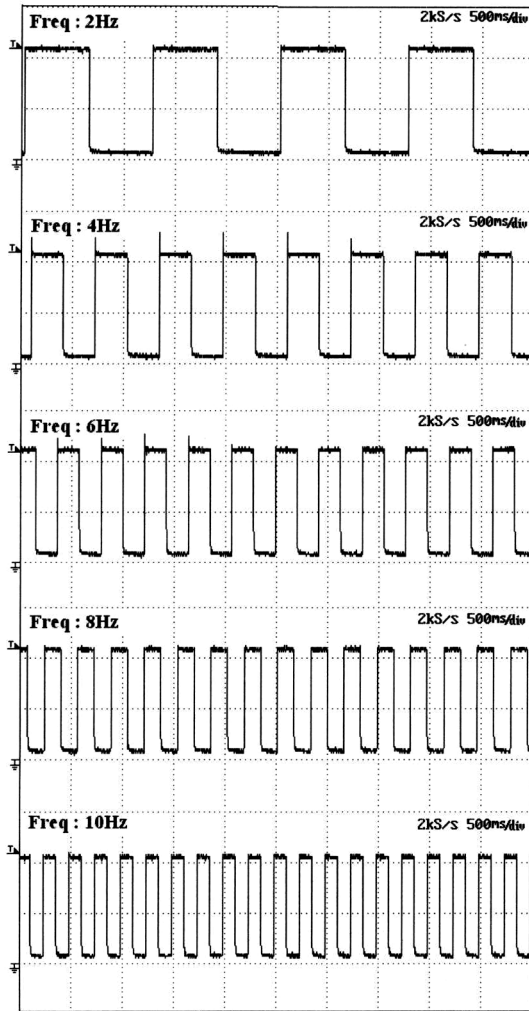 Freq : 2Hz 2kS/s 500ms/div
T
Freq : 4Hz 2kS/s 500ms/div
T
Freq : 6Hz 2kS/s 500ms/div
T
Freq : 8Hz 2kS/s 500ms/div
T
Freq : 10Hz 2kS/s 500ms/div
T